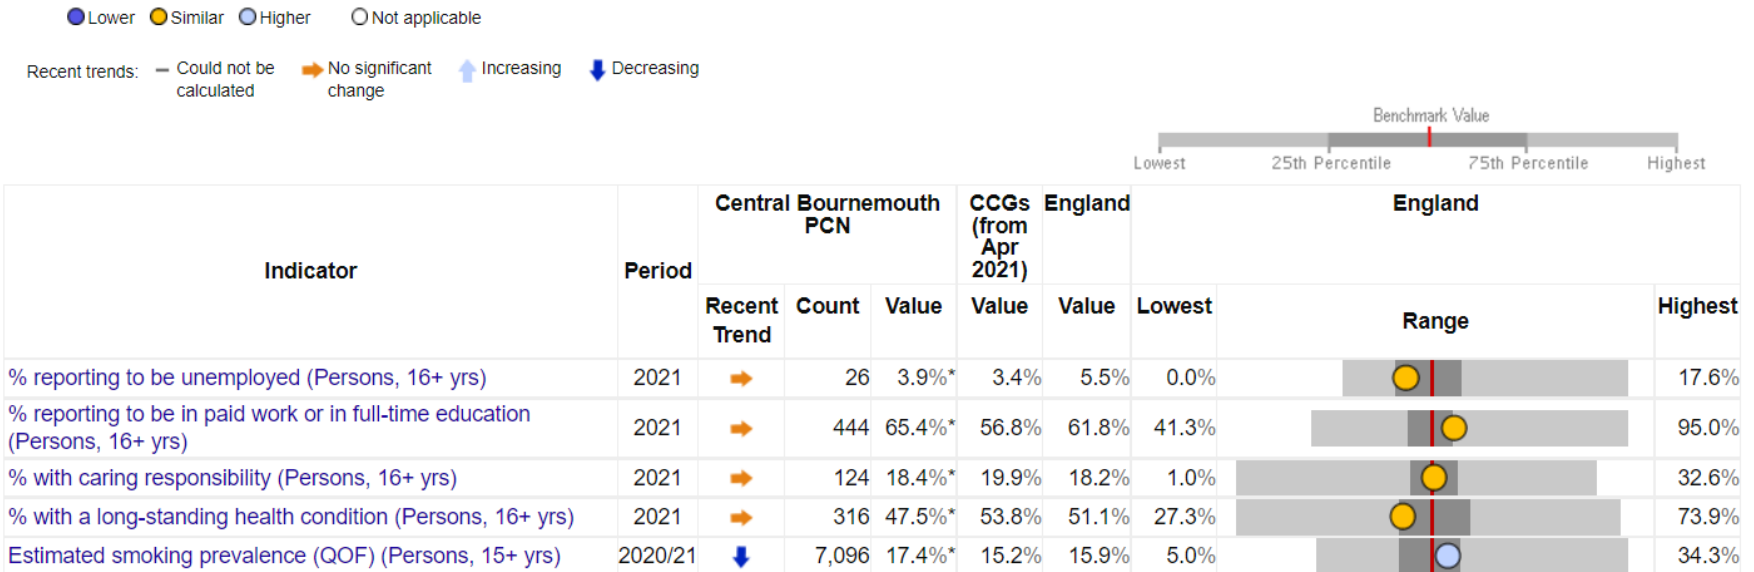 Lower Similar Higher Not applicable
Recent trends: Could not be calculated No significant change Increasing Decreasing
Benchmark Value
Lowest 25th Percentile 75th Percentile Highest
Indicator Period Central Bournemouth PCN CCGs (from Apr 2021) England England
Recent Trend Count Value Value Value Lowest Range Highest
% reporting to be unemployed (Persons, 16+ yrs) 2021 26 3.9%* 3.4% 5.5% 0.0% 17.6%
% reporting to be in paid work or in full-time education (Persons, 16+ yrs) 2021 444 65.4%* 56.8% 61.8% 41.3% 95.0%
% with caring responsibility (Persons, 16+ yrs) 2021 124 18.4%* 19.9% 18.2% 1.0% 32.6%
% with a long-standing health condition (Persons, 16+ yrs) 2021 316 47.5%* 53.8% 51.1% 27.3% 73.9%
Estimated smoking prevalence (QOF) (Persons, 15+ yrs) 2020/21 7,096 17.4%* 15.2% 15.9% 5.0% 34.3%